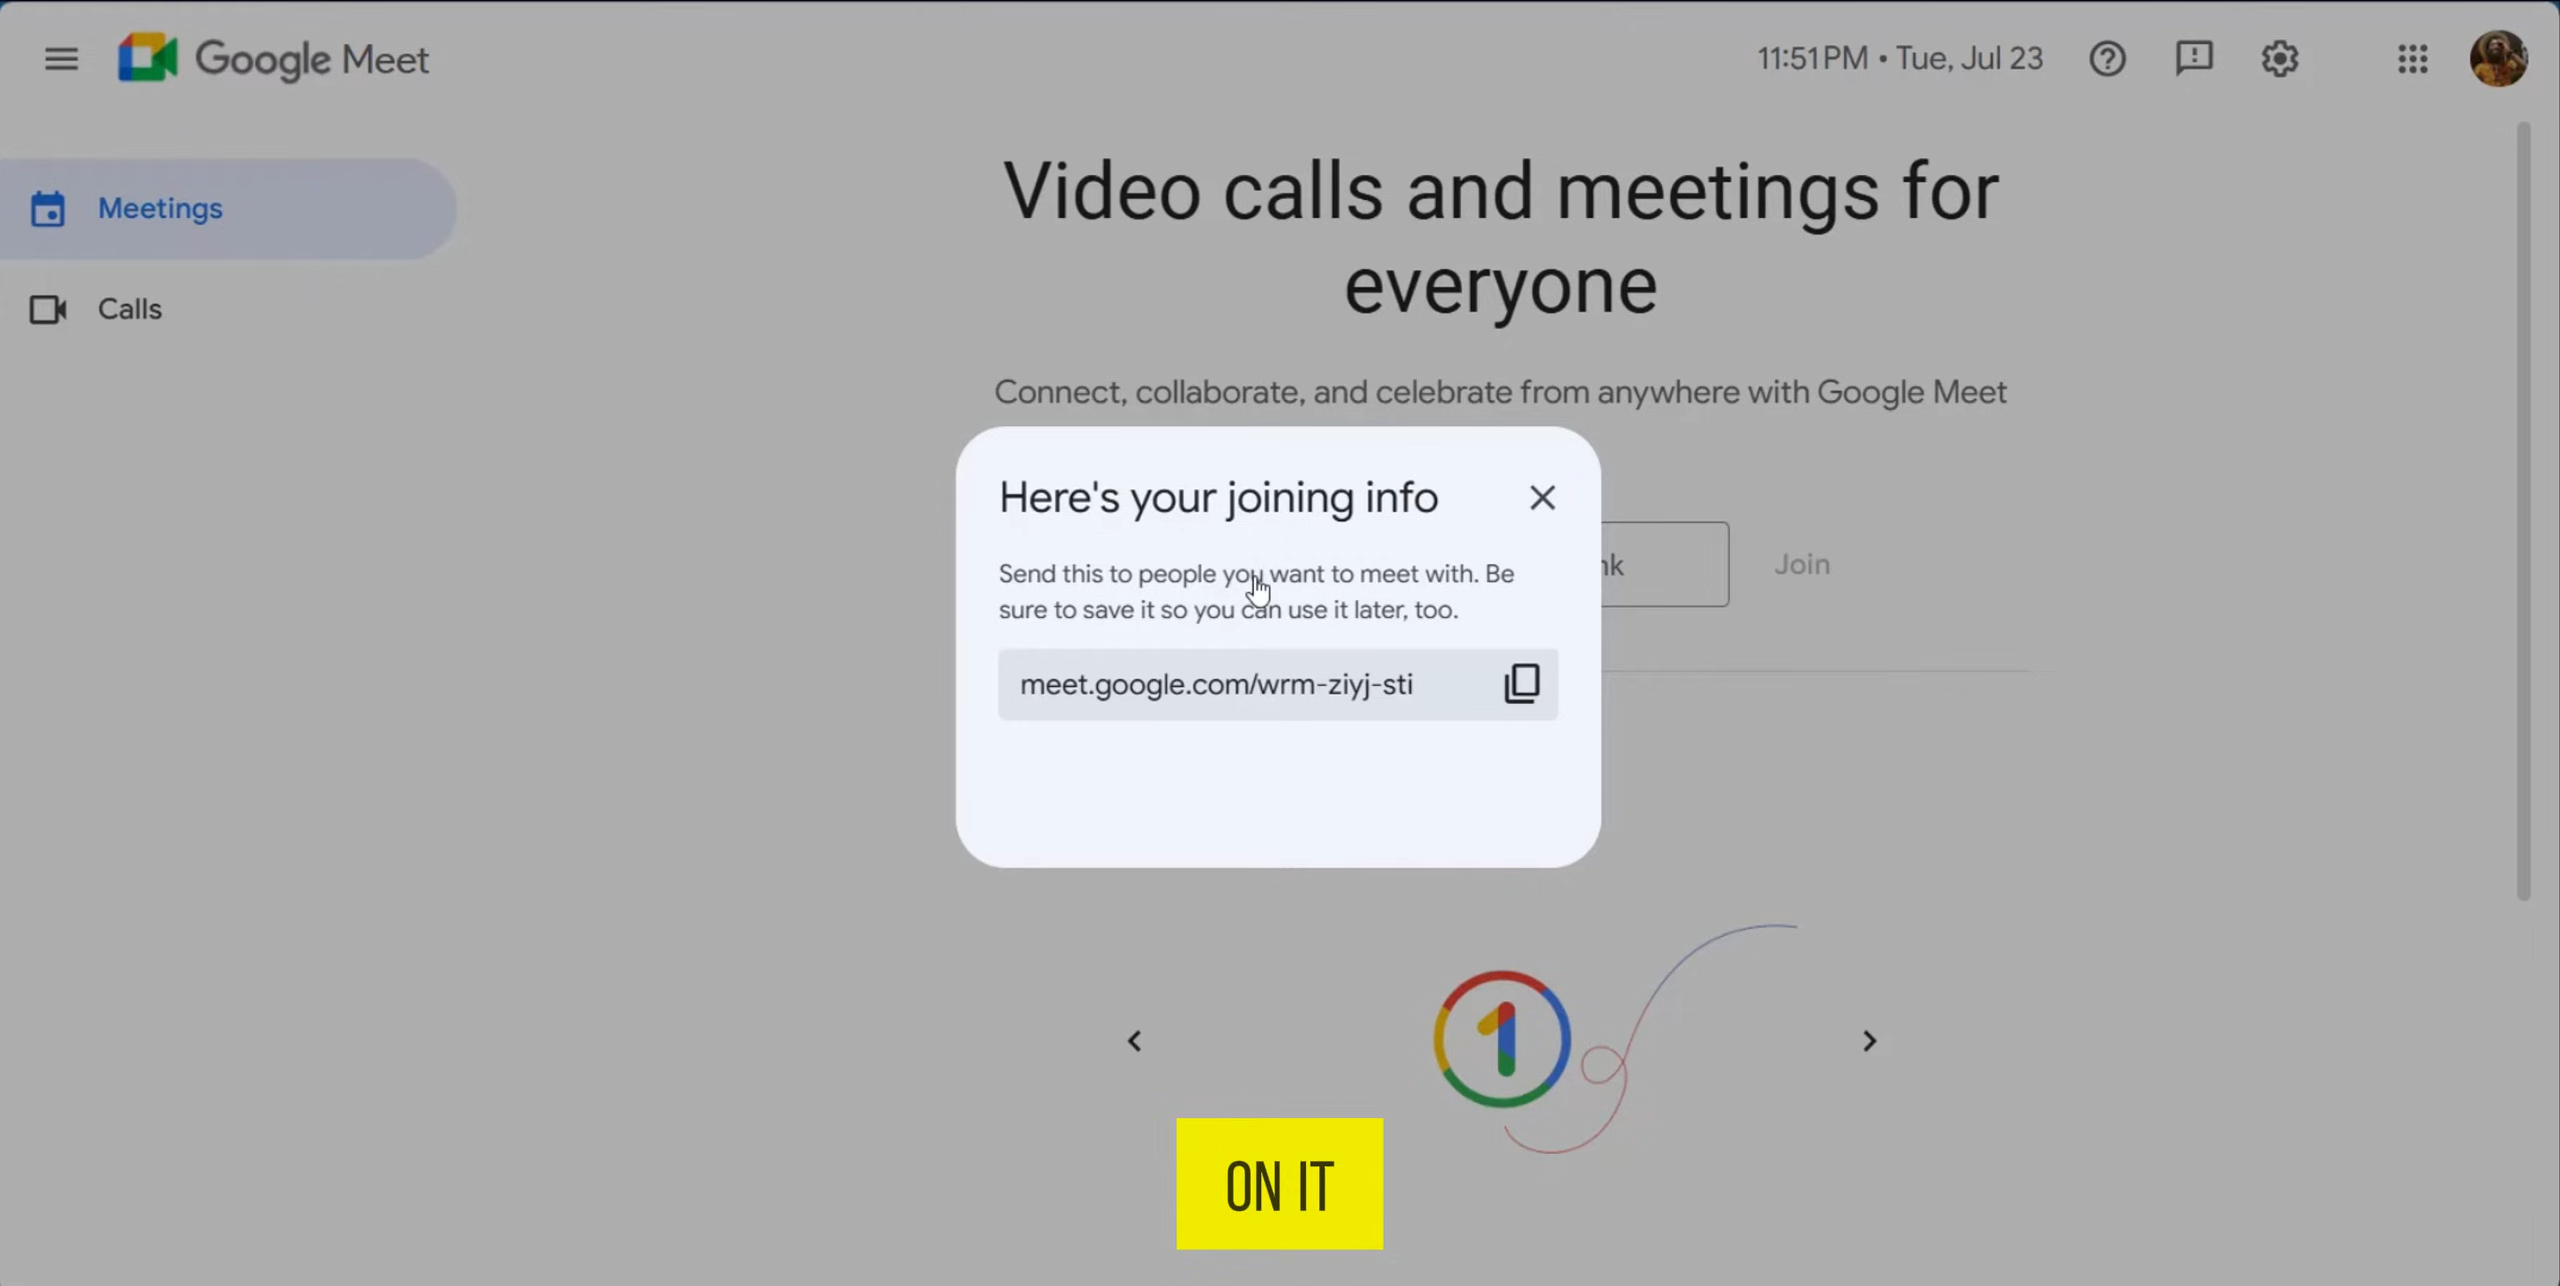 Google Meet
11:51 PM • Tue, Jul 23
Meetings
Calls
Video calls and meetings for
everyone
Connect, collaborate, and celebrate from anywhere with Google Meet
Here's your joining info
Send this to people you want to meet with. Be
sure to save it so you can use it later, too.
nk
Join
meet.google.com/wrm-ziyj-sti
1
ON IT